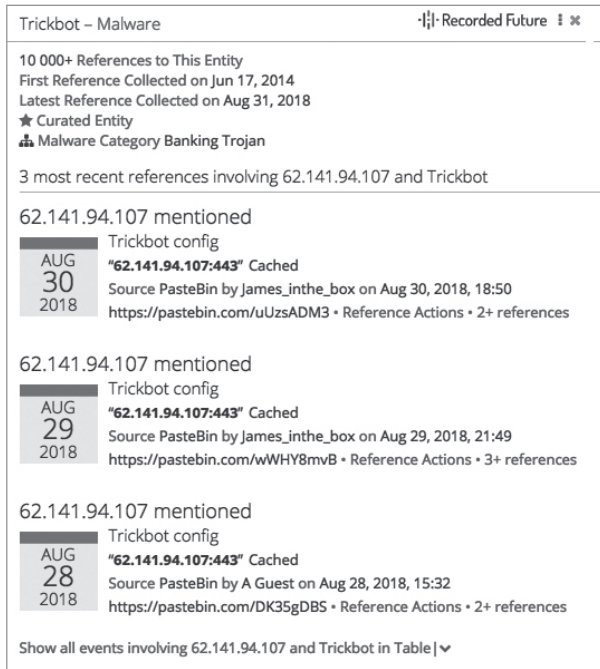 Trickbot – Malware
Recorded Future
10 000+ References to This Entity
First Reference Collected on Jun 17, 2014
Latest Reference Collected on Aug 31, 2018
Curated Entity
Malware Category Banking Trojan
3 most recent references involving 62.141.94.107 and Trickbot
62.141.94.107 mentioned
AUG
30
2018
Trickbot config
“62.141.94.107:443” Cached
Source PasteBin by James_inthe_box on Aug 30, 2018, 18:50
https://pastebin.com/uUzsADM3 • Reference Actions • 2+ references
62.141.94.107 mentioned
AUG
29
2018
Trickbot config
“62.141.94.107:443” Cached
Source PasteBin by James_inthe_box on Aug 29, 2018, 21:49
https://pastebin.com/wWHY8mvB • Reference Actions • 3+ references
62.141.94.107 mentioned
AUG
28
2018
Trickbot config
“62.141.94.107:443” Cached
Source PasteBin by A Guest on Aug 28, 2018, 15:32
https://pastebin.com/DK35gDBS • Reference Actions • 2+ references
Show all events involving 62.141.94.107 and Trickbot in Table|